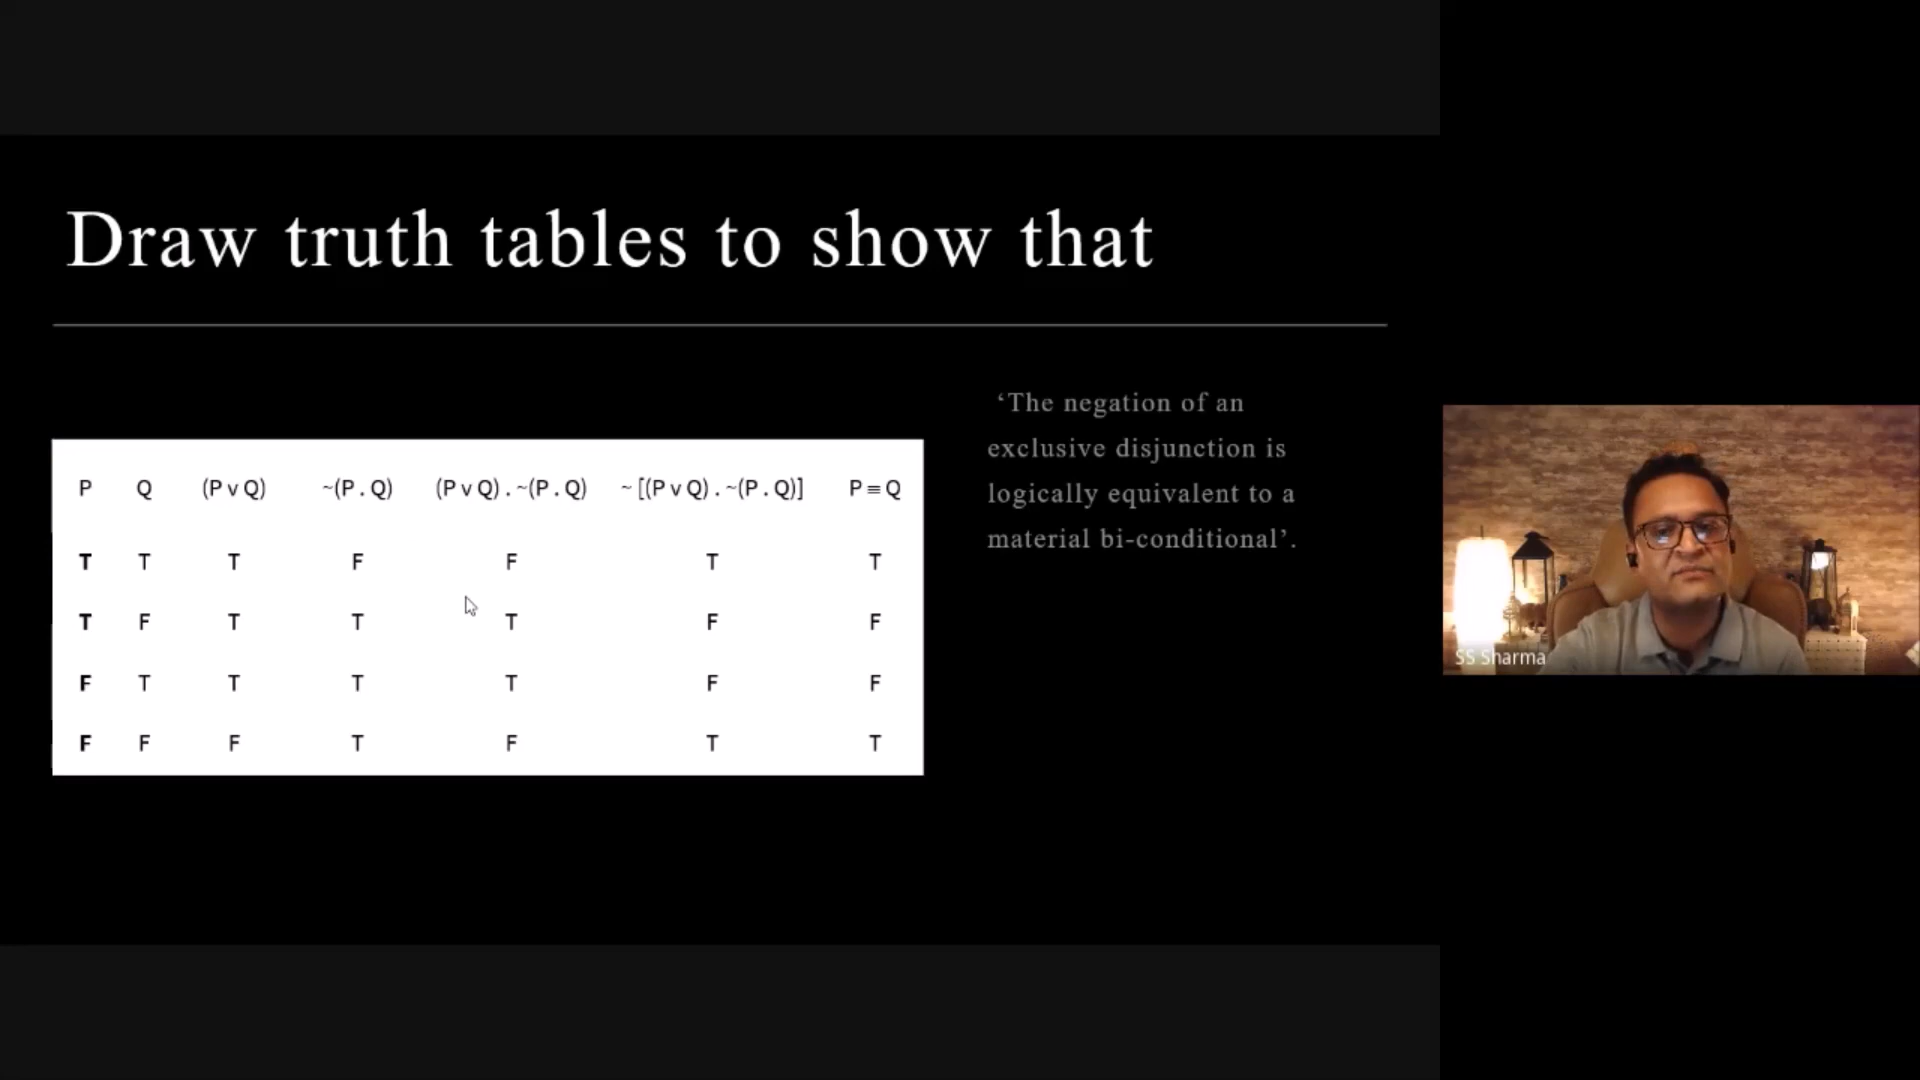 Draw truth tables to show that
‘The negation of an
exclusive disjunction is
logically equivalent to a
material bi-conditional’.
P Q (P v Q) ~(P . Q) (P v Q) . ~(P . Q) ~ [(P v Q) . ~(P . Q)] P ≡ Q
T T T F F T T
T F T T T F F
F T T T T F F
F F F T F T T
SS Sharma